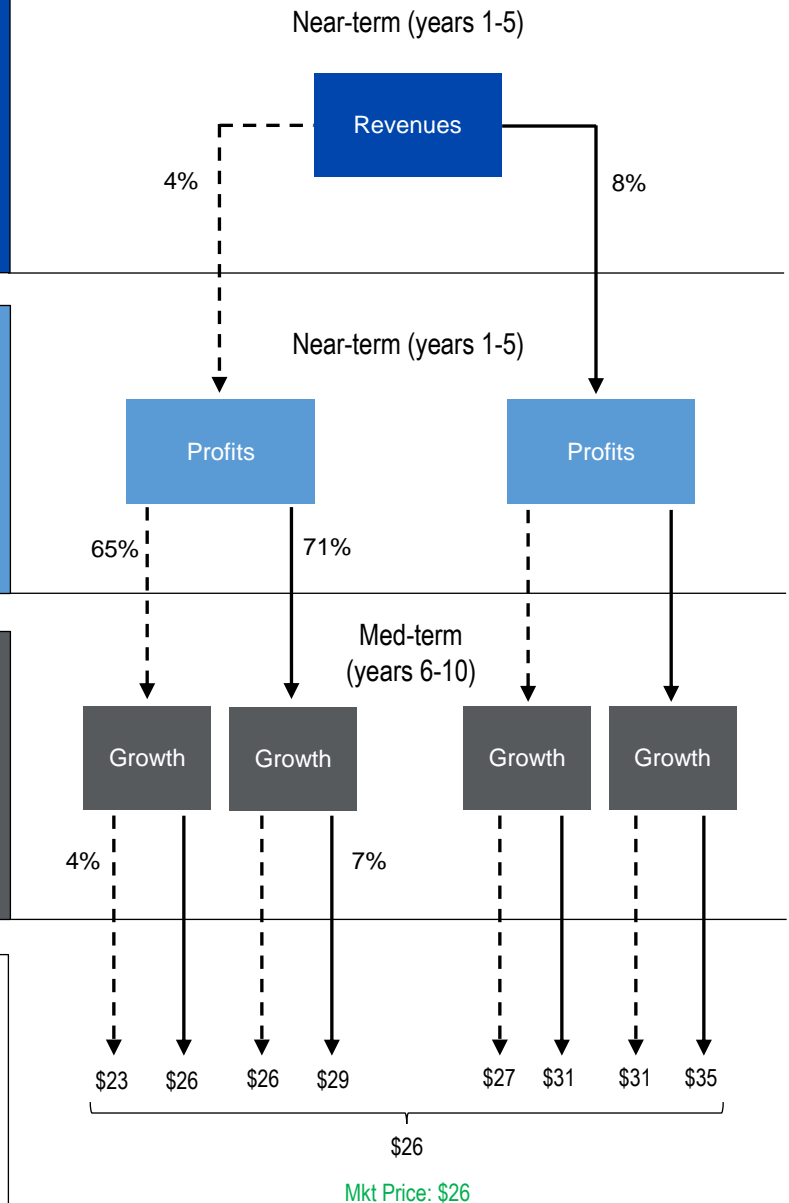 Near-term (years 1-5)
Revenues
4%
8%
Near-term (years 1-5)
Profits
Profits
65%
71%
Med-term
(years 6-10)
Growth
Growth
Growth
Growth
4%
7%
$23
$26
$26
$29
$27
$31
$31
$35
$26
Mkt Price: $26